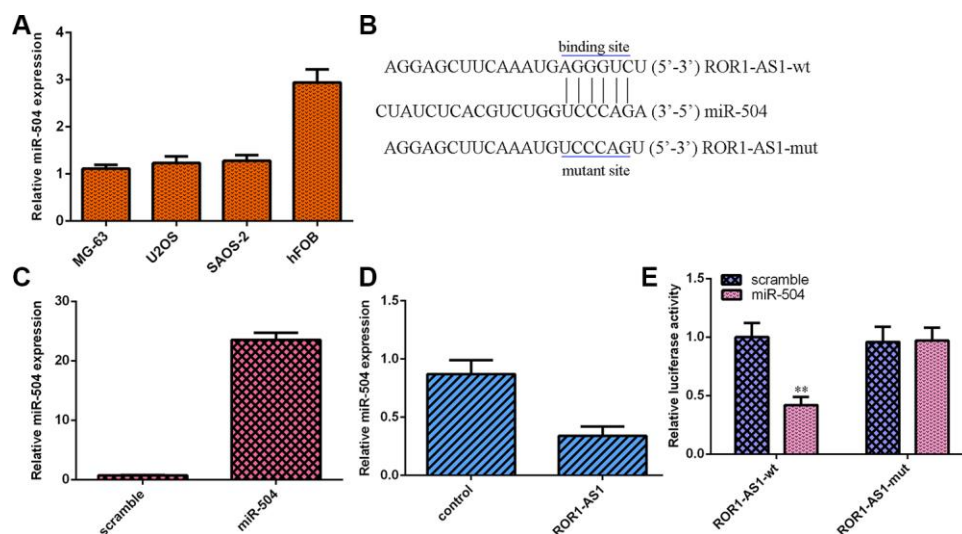 A
Relative miR-504 expression
4
3
2
1
0
MG-63
U2OS
SAOS-2
hFOB
B
binding site
AGGAGCUUCAAAUGAGGGUCU (5’-3’) ROR1-AS1-wt
CUAUCUCACGUCUGGUCCCAGA (3’-5’) miR-504
AGGAGCUUCAAAUGUCCCAGU (5’-3’) ROR1-AS1-mut
mutant site
C
Relative miR-504 expression
30
20
10
0
scramble
miR-504
D
Relative miR-504 expression
1.5
1.0
0.5
0.0
control
ROR1-AS1
E
scramble
miR-504
Relative luciferase activity
1.5
1.0
0.5
0.0
**
ROR1-AS1-wt
ROR1-AS1-mut